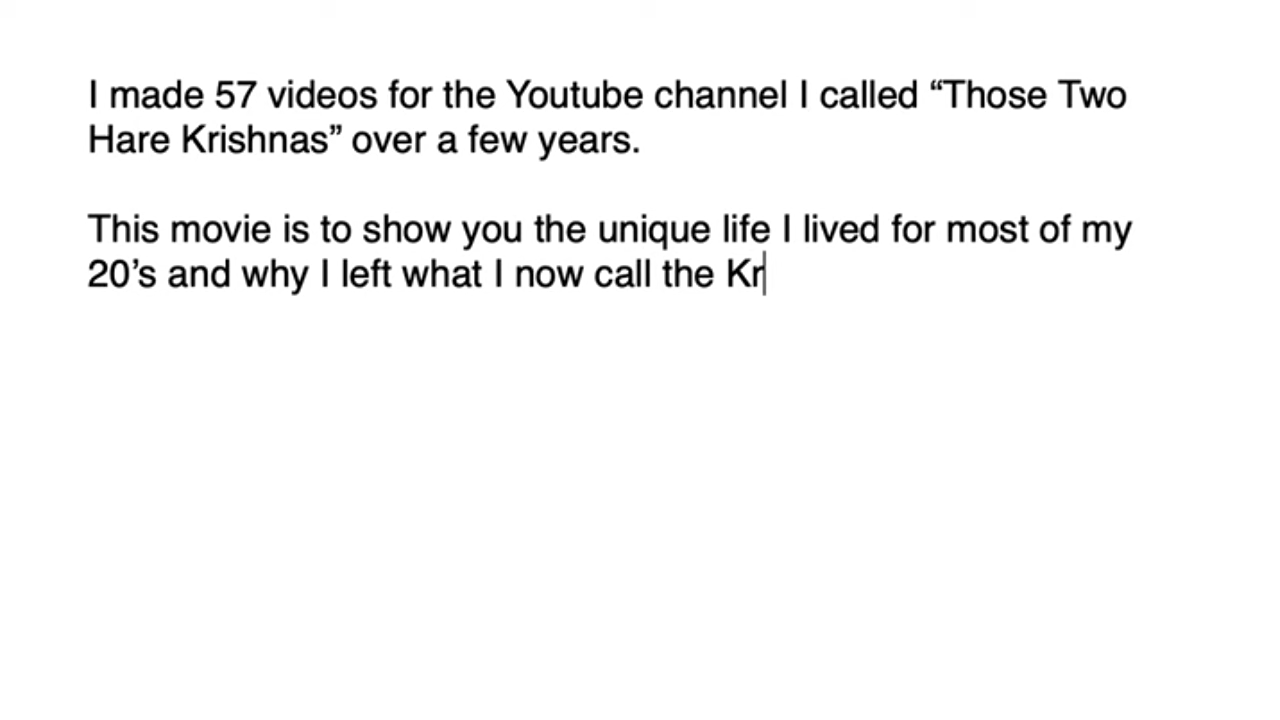 I made 57 videos for the Youtube channel I called “Those Two
Hare Krishnas” over a few years.
This movie is to show you the unique life I lived for most of my
20’s and why I left what I now call the Kr